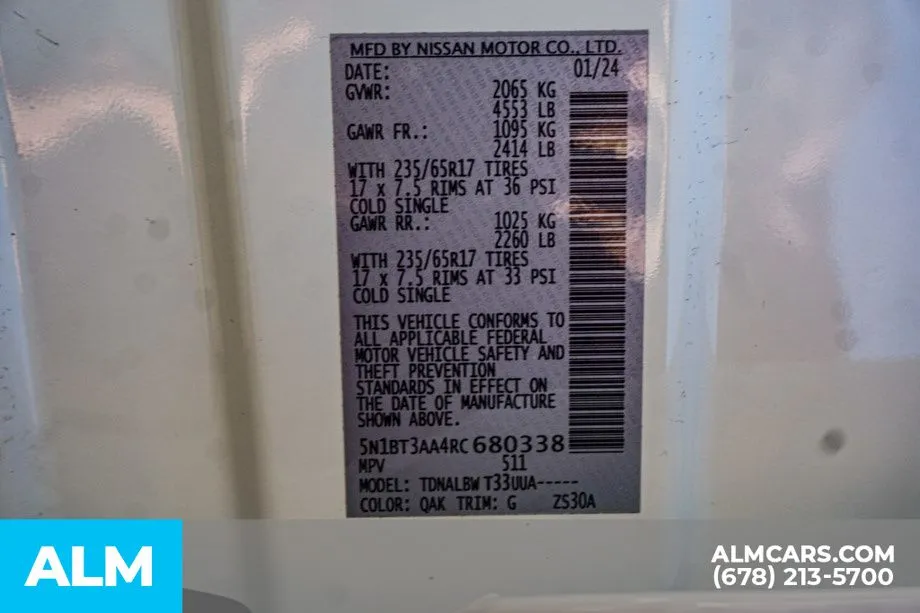 MFD BY NISSAN MOTOR CO., LTD.
DATE: 01/24
GVWR: 2065 KG
4553 LB
GAWR FR.: 1095 KG
2414 LB
WITH 235/65R17 TIRES
17 x 7.5 RIMS AT 36 PSI
COLD SINGLE
GAWR RR.: 1025 KG
2260 LB
WITH 235/65R17 TIRES
17 x 7.5 RIMS AT 33 PSI
COLD SINGLE
THIS VEHICLE CONFORMS TO
ALL APPLICABLE FEDERAL
MOTOR VEHICLE SAFETY AND
THEFT PREVENTION
STANDARDS IN EFFECT ON
THE DATE OF MANUFACTURE
SHOWN ABOVE.
5N1BT3AA4RC680338
MPV 511
MODEL: TDNALBWT33UUA-----
COLOR: QAK TRIM: G ZS30A
ALM
ALMCARS.COM
(678) 213-5700